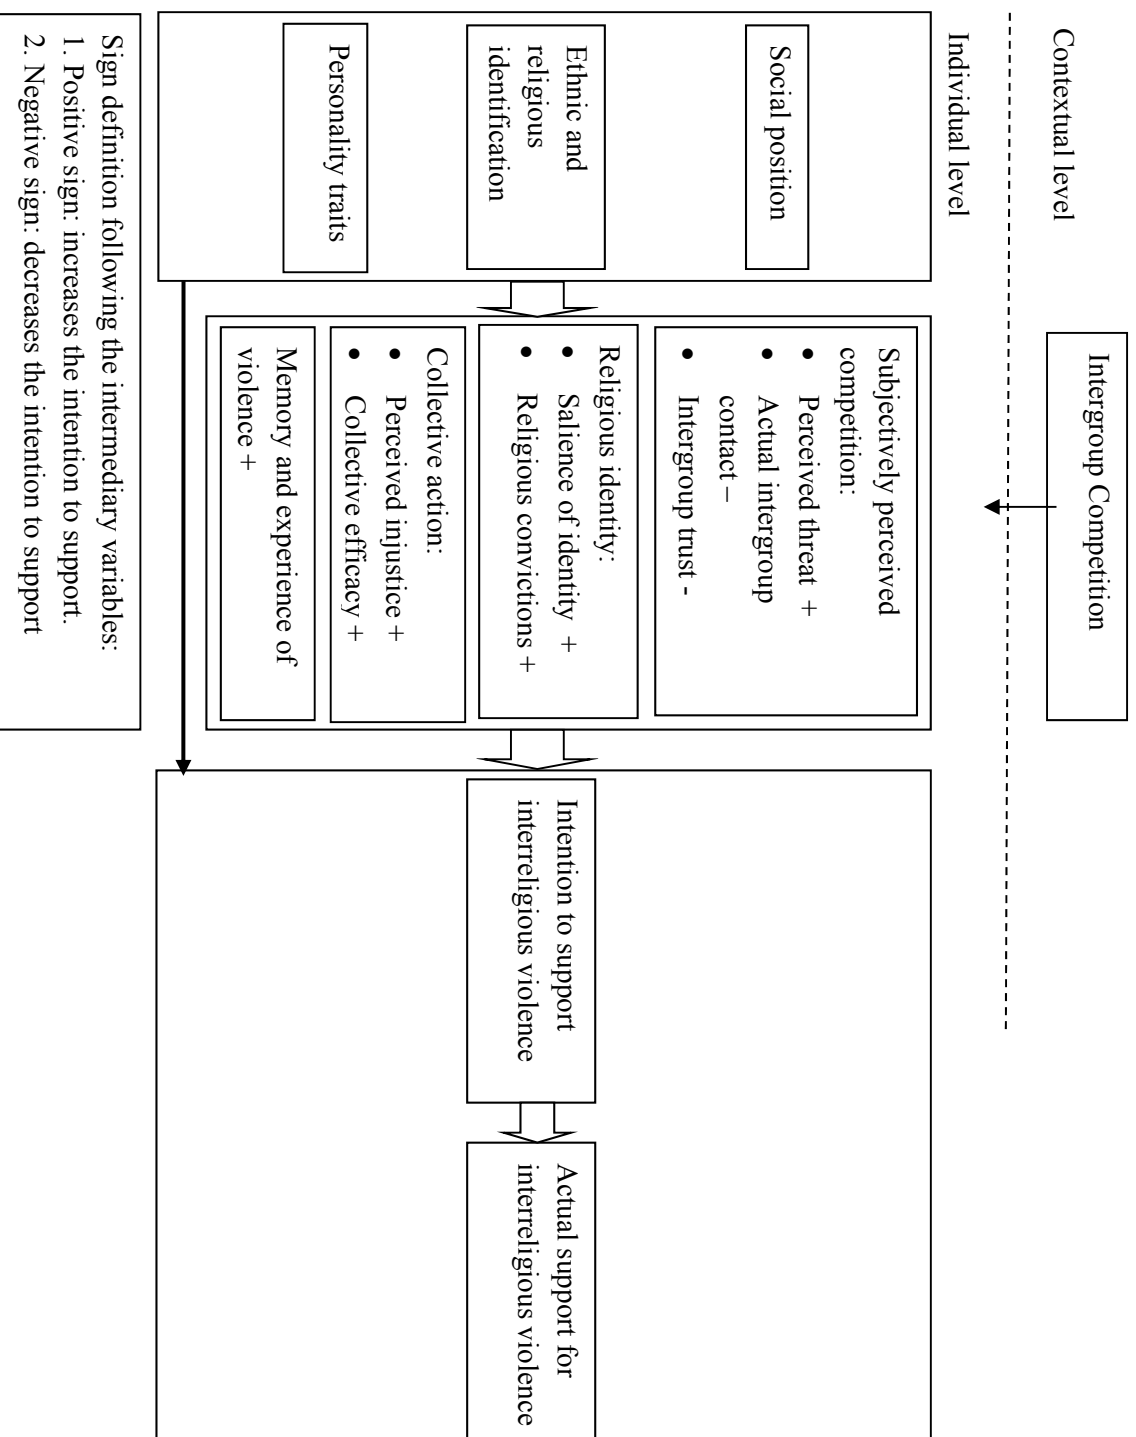 Contextual level
Intergroup Competition
Individual level
Social position
Ethnic and
religious
identification
Personality traits
Subjectively perceived
competition:
• Perceived threat +
• Actual intergroup
contact –
• Intergroup trust -
Religious identity:
• Salience of identity +
• Religious convictions +
Collective action:
• Perceived injustice +
• Collective efficacy +
Memory and experience of
violence +
Intention to support
interreligious violence
Actual support for
interreligious violence
Sign definition following the intermediary variables:
1. Positive sign: increases the intention to support.
2. Negative sign: decreases the intention to support